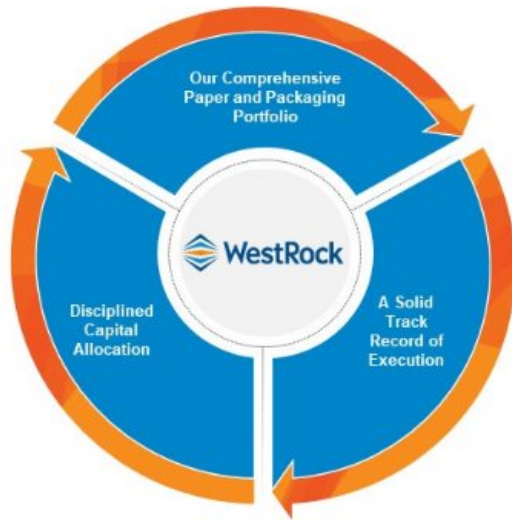 Our Comprehensive
Paper and Packaging
Portfolio
WestRock
Disciplined
Capital
Allocation
A Solid
Track
Record of
Execution